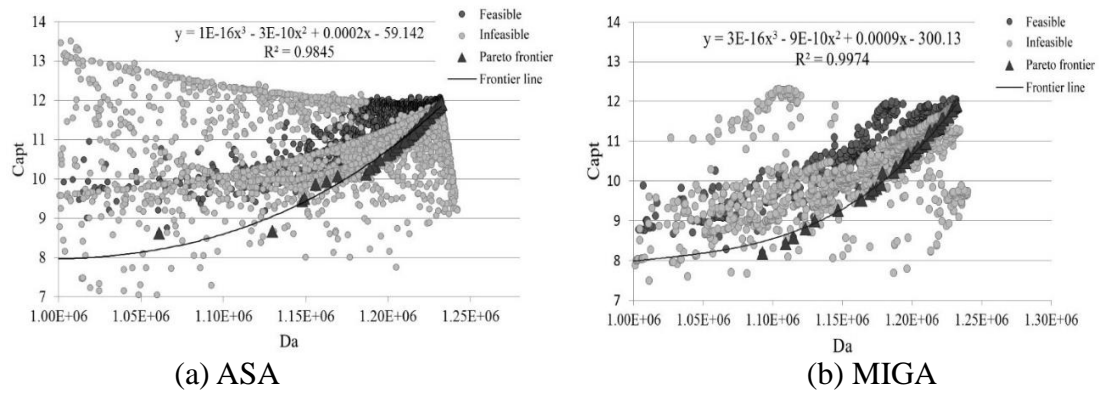 14
13
12
11
10
9
8
7
Capt
y = 1E-16x³ - 3E-10x² + 0.0002x - 59.142
R² = 0.9845
Feasible
Infeasible
Pareto frontier
Frontier line
1.00E+06 1.05E+06 1.10E+06 1.15E+06 1.20E+06 1.25E+06
Da
(a) ASA
14
13
12
11
10
9
8
7
Capt
y = 3E-16x³ - 9E-10x² + 0.0009x - 300.13
R² = 0.9974
Feasible
Infeasible
Pareto frontier
Frontier line
1.00E+06 1.05E+06 1.10E+06 1.15E+06 1.20E+06 1.25E+06 1.30E+06
Da
(b) MIGA